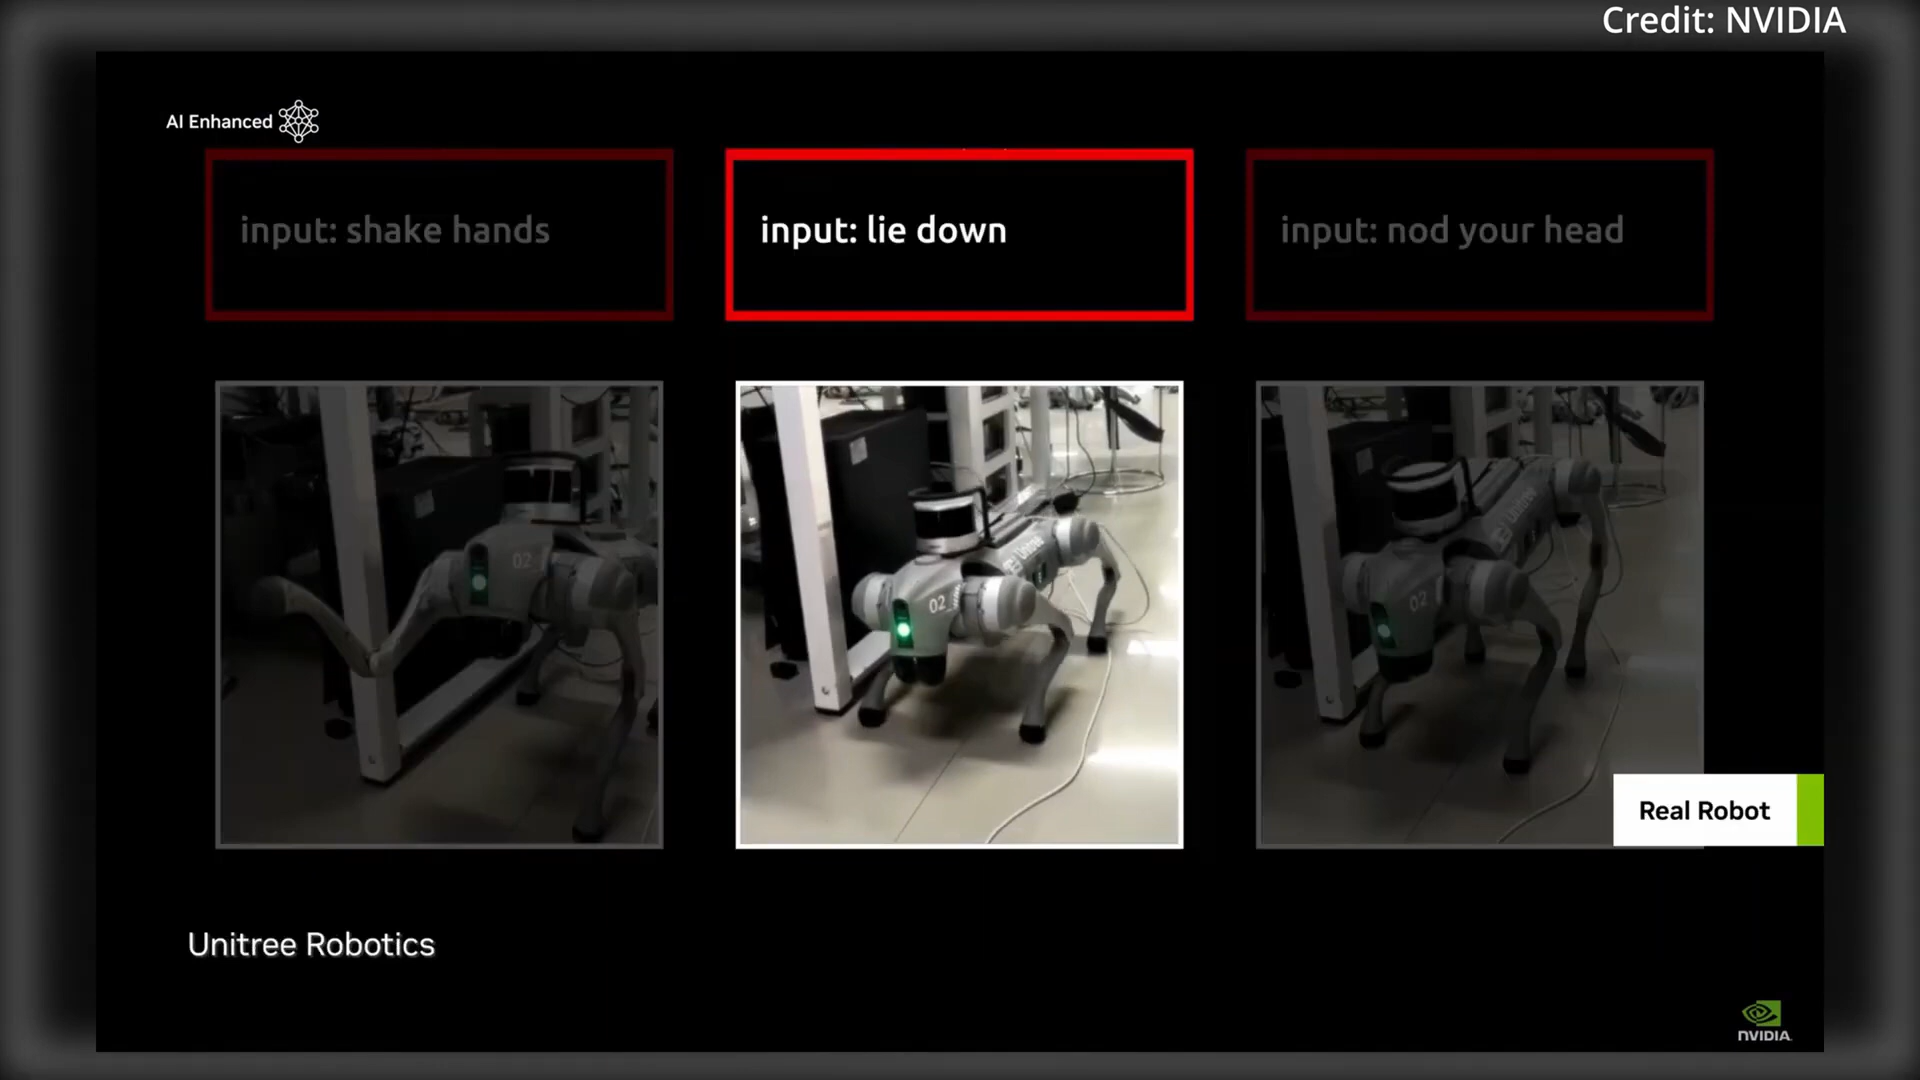 Credit: NVIDIA
AI Enhanced
input: shake hands
input: lie down
input: nod your head
02
Unitree
02
Unitree
02
Real Robot
Unitree Robotics
NVIDIA.